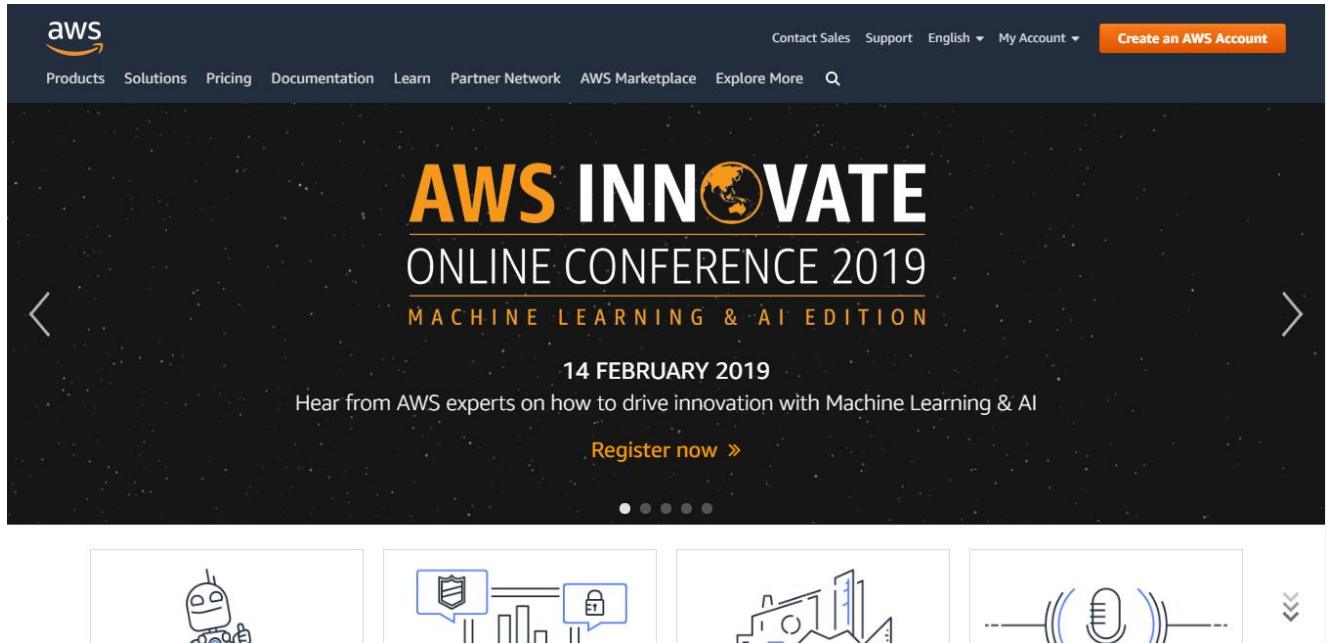 aws
Contact Sales Support English My Account Create an AWS Account
Products Solutions Pricing Documentation Learn Partner Network AWS Marketplace Explore More
AWS INNOVATE
ONLINE CONFERENCE 2019
MACHINE LEARNING & AI EDITION
14 FEBRUARY 2019
Hear from AWS experts on how to drive innovation with Machine Learning & AI
Register now »